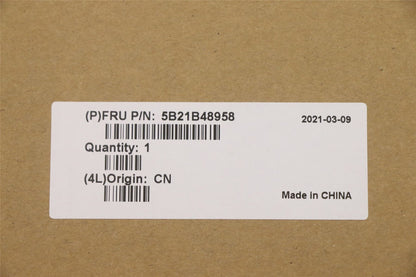 (P)FRU P/N: 5B21B48958 2021-03-09
Quantity: 1
(4L)Origin: CN
Made in CHINA